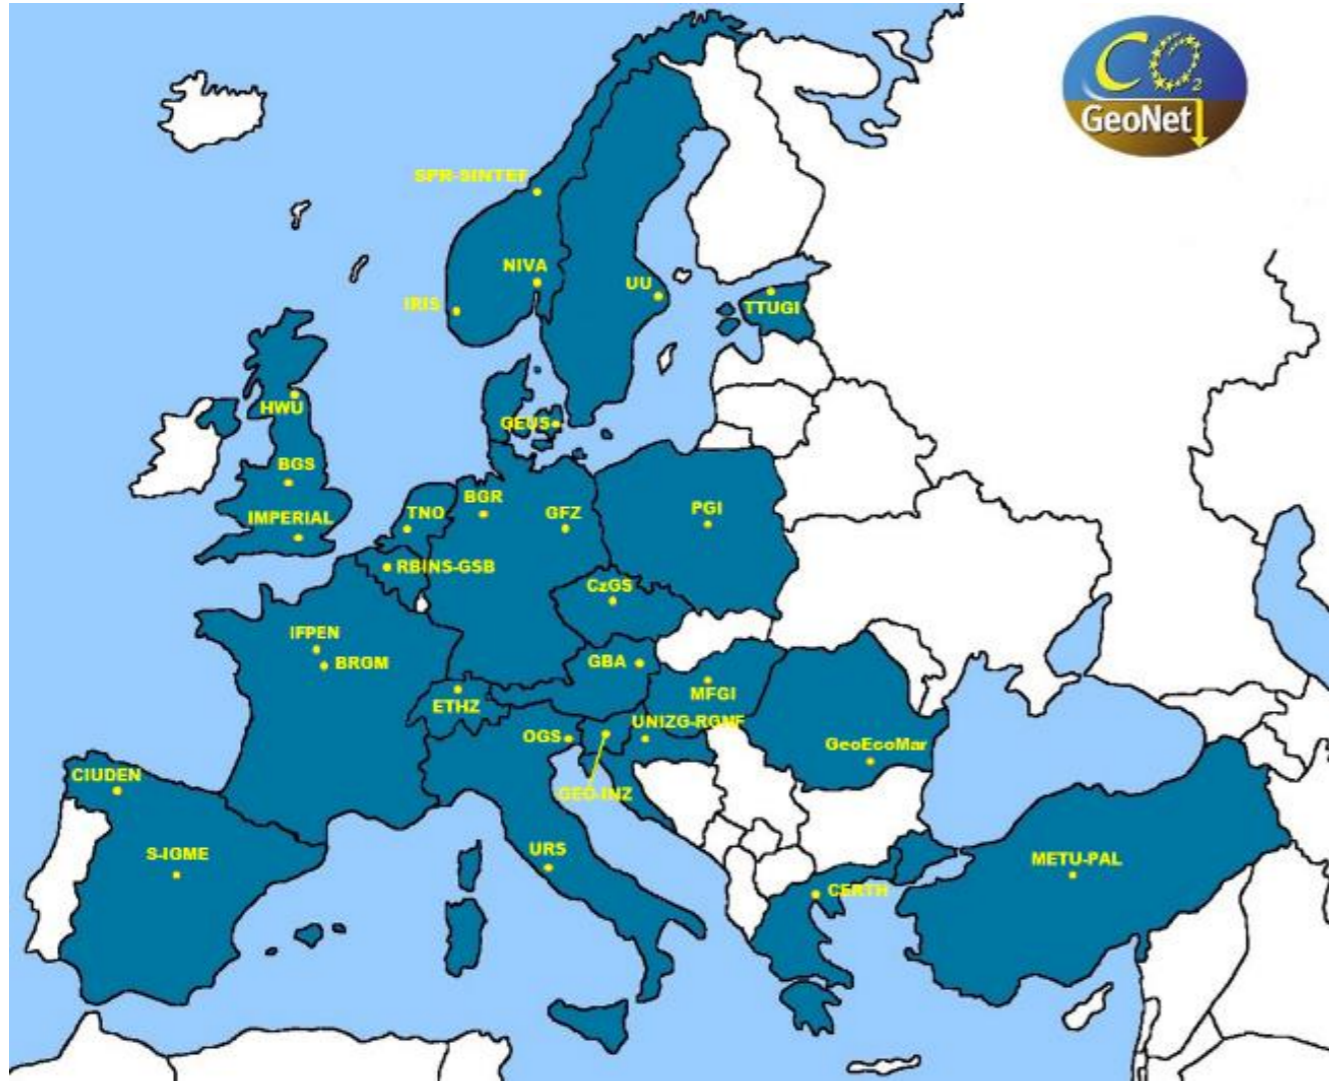 CO2
GeoNet
SPR-SINTEF
NIVA
UU
IRIS
TTUGI
HWU
GEUS
BGS
BGR
PGI
TNO
GFZ
IMPERIAL
RBINS-GSB
CzGS
IFPEN
BRGM
GBA
MFGI
ETHZ
UNIZG-RGNF
OGS
GeoEcoMar
CIUDEN
GEO-INZ
URS
S-IGME
METU-PAL
CERTH